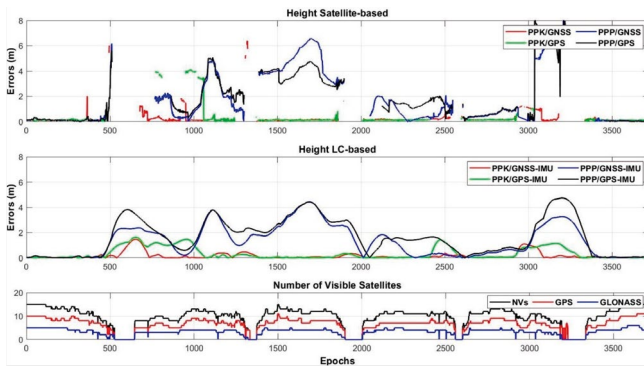 Height Satellite-based
Errors (m)
8
6
4
2
0
PPK/GNSS PPP/GNSS
PPK/GPS PPP/GPS
0 500 1000 1500 2000 2500 3000 3500
Height LC-based
Errors (m)
8
6
4
2
0
PPK/GNSS-IMU PPP/GNSS-IMU
PPK/GPS-IMU PPP/GPS-IMU
0 500 1000 1500 2000 2500 3000 3500
Number of Visible Satellites
20
10
0
NVs GPS GLONASS
0 500 1000 1500 2000 2500 3000 3500
Epochs